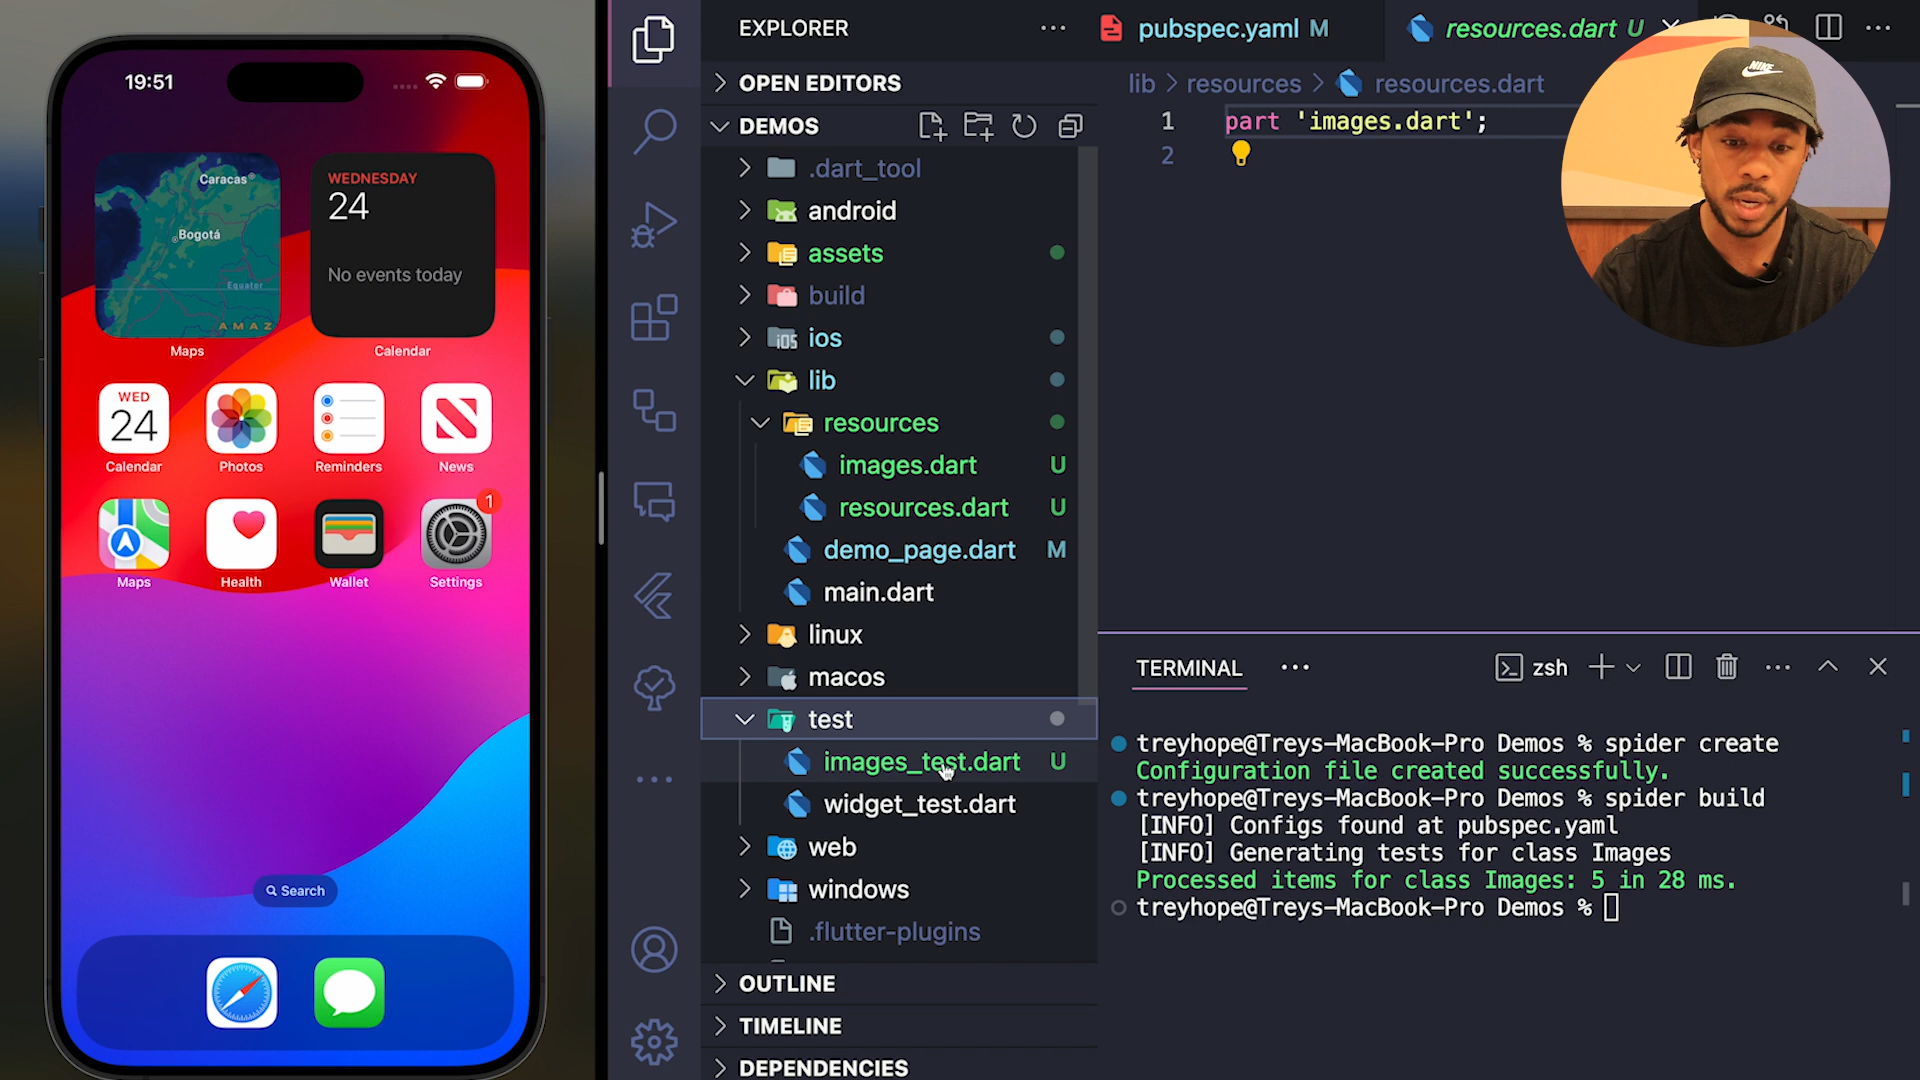 19:51
Caracas
Bogotá
Equator
AMAZ
Maps
WEDNESDAY
24
No events today
Calendar
WED
24
Calendar
Photos
Reminders
News
Maps
Health
Wallet
1
Settings
Search
EXPLORER
OPEN EDITORS
DEMOS
.dart_tool
android
assets
build
iOS
ios
lib
resources
images.dart U
resources.dart U
demo_page.dart M
main.dart
linux
macos
test
images_test.dart U
widget_test.dart
web
windows
.flutter-plugins
OUTLINE
TIMELINE
DEPENDENCIES
pubspec.yaml M
resources.dart U
lib > resources > resources.dart
1 part 'images.dart';
2
NIKE
TERMINAL
zsh
treyhope@Treys-MacBook-Pro Demos % spider create
Configuration file created successfully.
treyhope@Treys-MacBook-Pro Demos % spider build
[INFO] Configs found at pubspec.yaml
[INFO] Generating tests for class Images
Processed items for class Images: 5 in 28 ms.
treyhope@Treys-MacBook-Pro Demos %